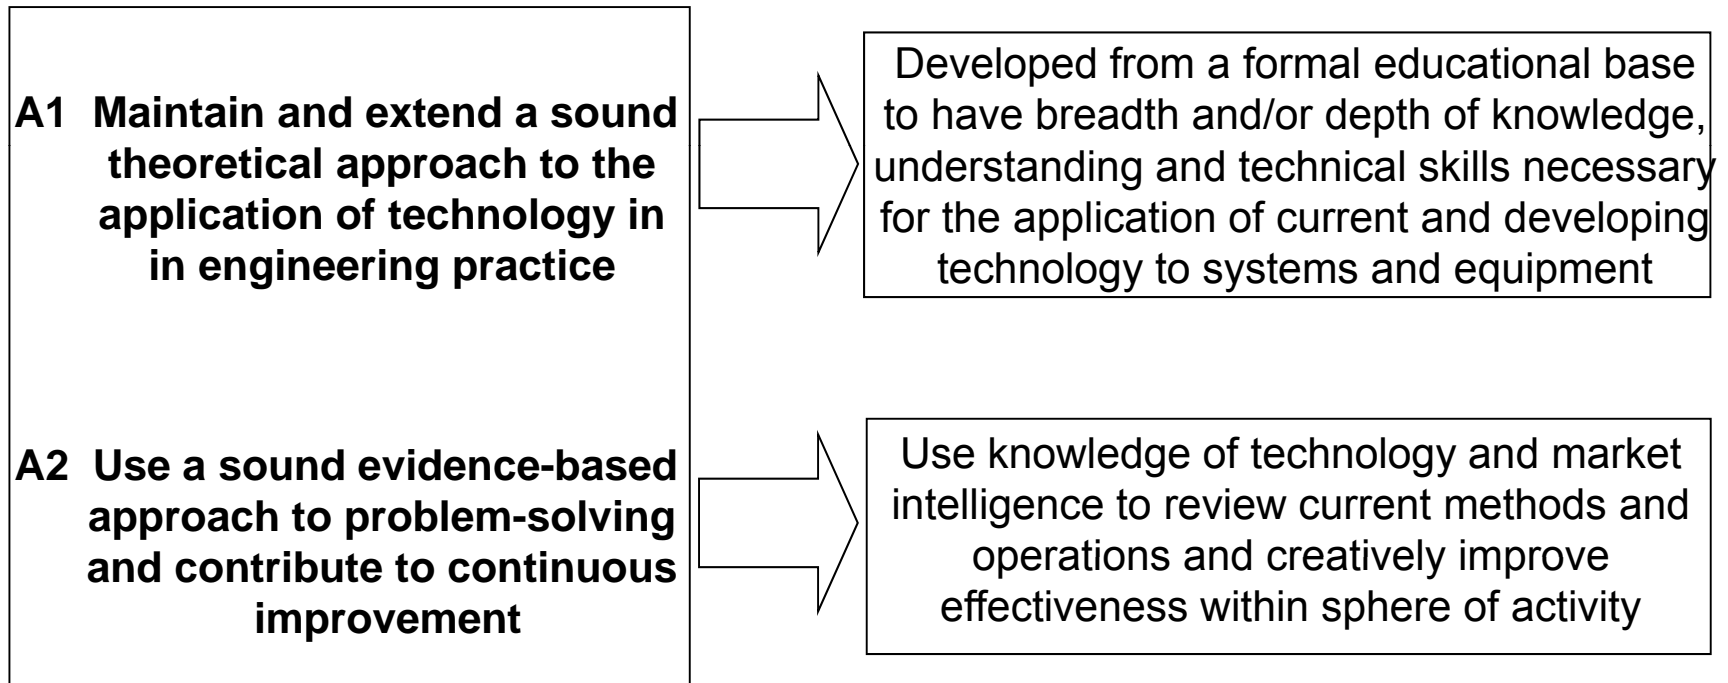 A1 Maintain and extend a sound
theoretical approach to the
application of technology in
in engineering practice
Developed from a formal educational base
to have breadth and/or depth of knowledge,
understanding and technical skills necessary
for the application of current and developing
technology to systems and equipment
A2 Use a sound evidence-based
approach to problem-solving
and contribute to continuous
improvement
Use knowledge of technology and market
intelligence to review current methods and
operations and creatively improve
effectiveness within sphere of activity